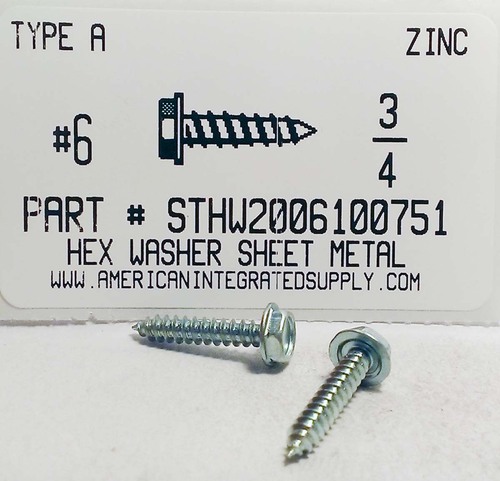 TYPE A ZINC
#6 3/4
PART # STHW2006100751
HEX WASHER SHEET METAL
WWW.AMERICANINTEGRATEDSUPPLY.COM